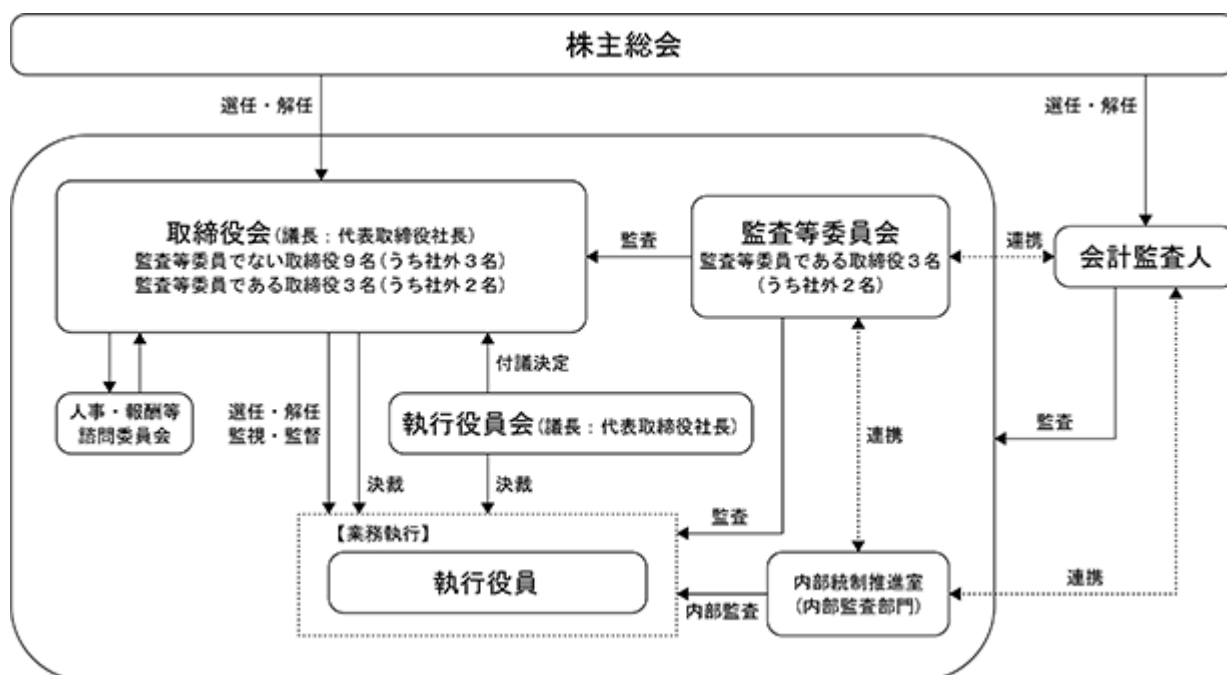 株主総会
選任・解任
選任・解任
取締役会(議長：代表取締役社長)
監査等委員でない取締役９名(うち社外３名)
監査等委員である取締役３名(うち社外２名)
監査
監査等委員会
監査等委員である取締役３名
(うち社外２名)
連携
会計監査人
付議決定
人事・報酬等
諮問委員会
選任・解任
監視・監督
執行役員会(議長：代表取締役社長)
連携
監査
決裁
決裁
監査
【業務執行】
執行役員
内部監査
内部統制推進室
(内部監査部門)
連携